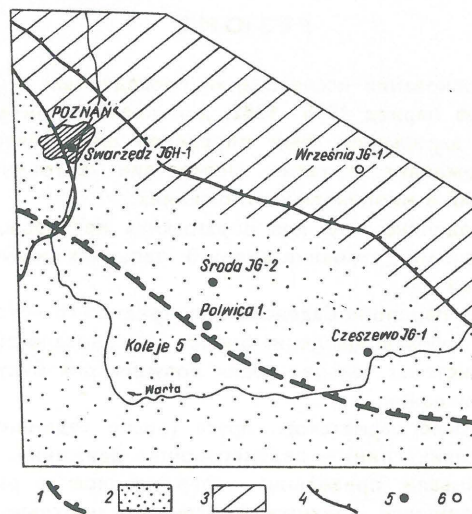 POZNAŃ
Swarzędz JGH-1
Września JG-1
Środa JG-2
Polwica 1
Koleje 5
Czeszewo JG-1
Warta
1 2 3 4 5 6